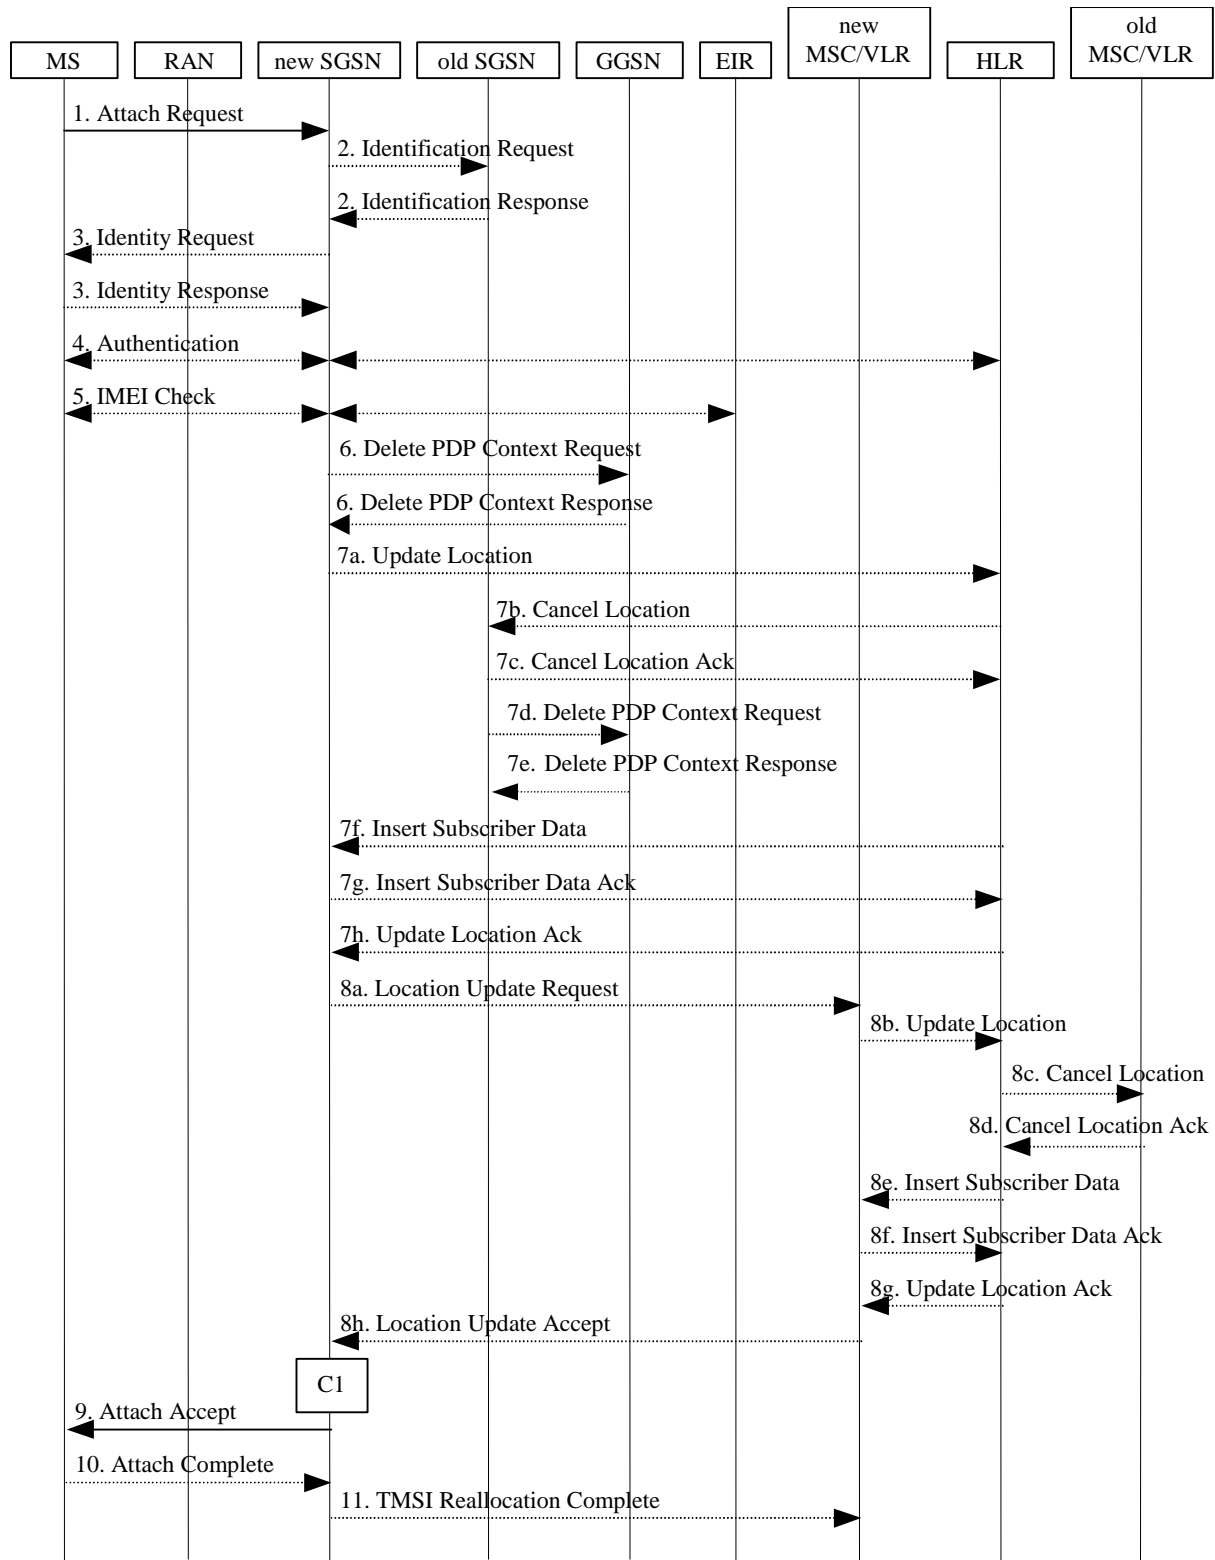 new
MSC/VLR
old
MSC/VLR
MS
RAN
new SGSN
old SGSN
GGSN
EIR
HLR
1. Attach Request
2. Identification Request
2. Identification Response
3. Identity Request
3. Identity Response
4. Authentication
5. IMEI Check
6. Delete PDP Context Request
6. Delete PDP Context Response
7a. Update Location
7b. Cancel Location
7c. Cancel Location Ack
7d. Delete PDP Context Request
7e. Delete PDP Context Response
7f. Insert Subscriber Data
7g. Insert Subscriber Data Ack
7h. Update Location Ack
8a. Location Update Request
8b. Update Location
8c. Cancel Location
8d. Cancel Location Ack
8e. Insert Subscriber Data
8f. Insert Subscriber Data Ack
8g. Update Location Ack
8h. Location Update Accept
C1
9. Attach Accept
10. Attach Complete
11. TMSI Reallocation Complete